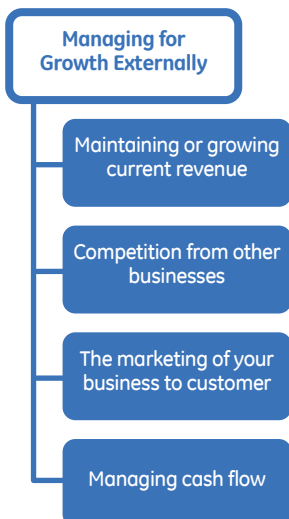 Managing for
Growth Externally
Maintaining or growing
current revenue
Competition from other
businesses
The marketing of your
business to customer
Managing cash flow